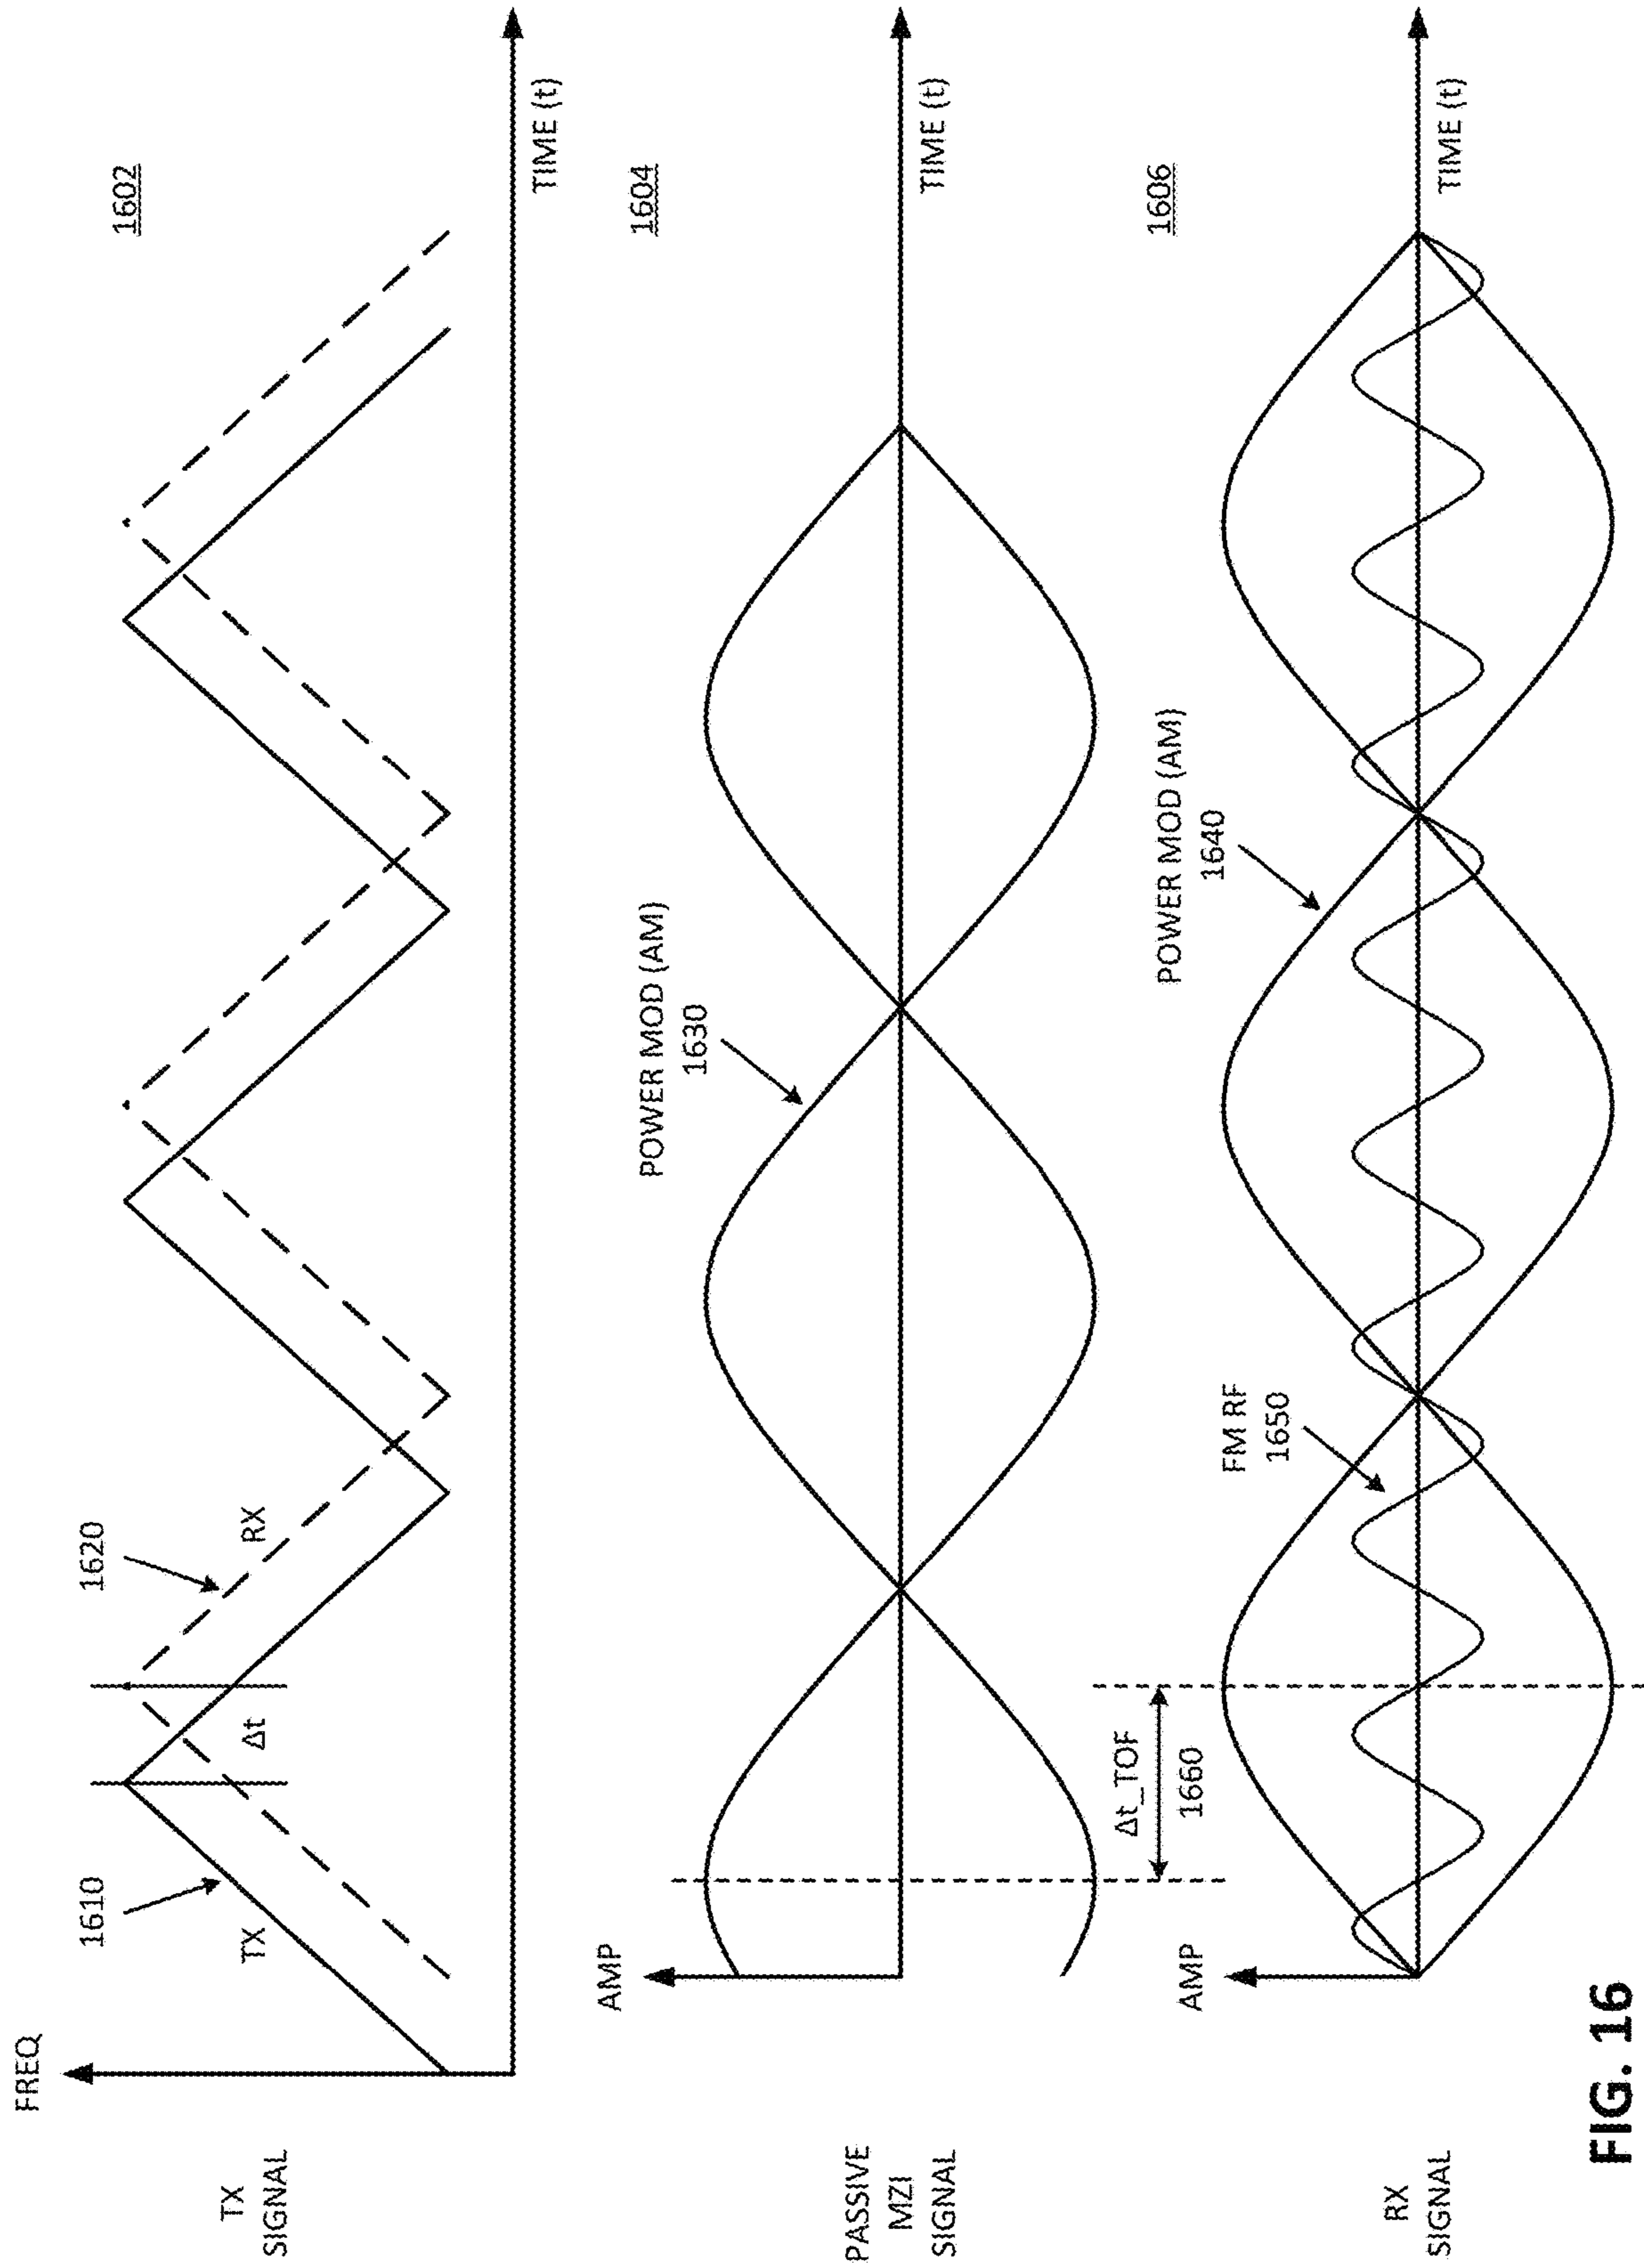 TX
SIGNAL
FREQ
1610
TX
Δt
1620
RX
1602
TIME (t)
PASSIVE
MZI
SIGNAL
AMP
POWER MOD (AM)
1630
1604
TIME (t)
RX
SIGNAL
AMP
Δt_TOF
1660
FM RF
1650
POWER MOD (AM)
1640
1606
TIME (t)
FIG. 16